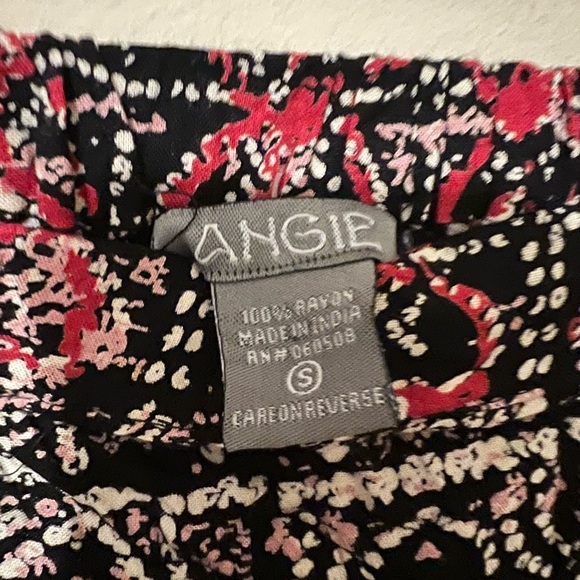 ANGIE
100% RAYON
MADE IN INDIA
RN# 060508
S
CARE ON REVERSE